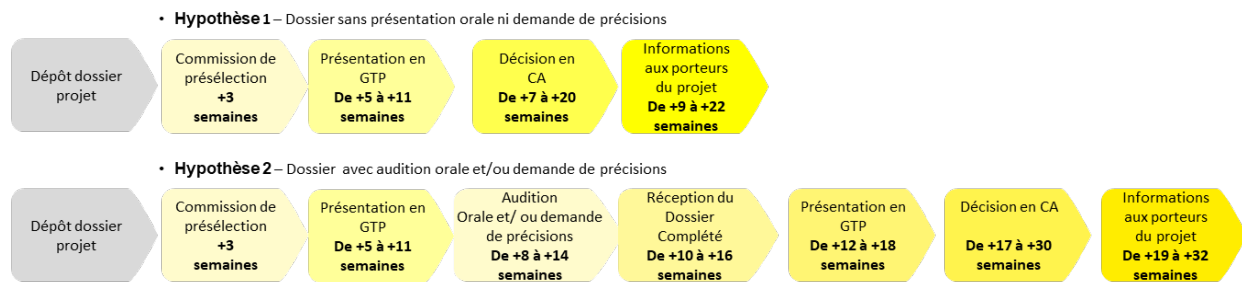 • Hypothèse 1 – Dossier sans présentation orale ni demande de précisions
Dépôt dossier
projet
Commission de
présélection
+3
semaines
Présentation en
GTP
De +5 à +11
semaines
Décision en
CA
De +7 à +20
semaines
Informations
aux porteurs
du projet
De +9 à +22
semaines
• Hypothèse 2 – Dossier avec audition orale et/ou demande de précisions
Dépôt dossier
projet
Commission de
présélection
+3
semaines
Présentation en
GTP
De +5 à +11
semaines
Audition
Orale et/ ou demande
de précisions
De +8 à +14
semaines
Réception du
Dossier
Complété
De +10 à +16
semaines
Présentation en
GTP
De +12 à +18
semaines
Décision en CA
De +17 à +30
semaines
Informations
aux porteurs
du projet
De +19 à +32
semaines